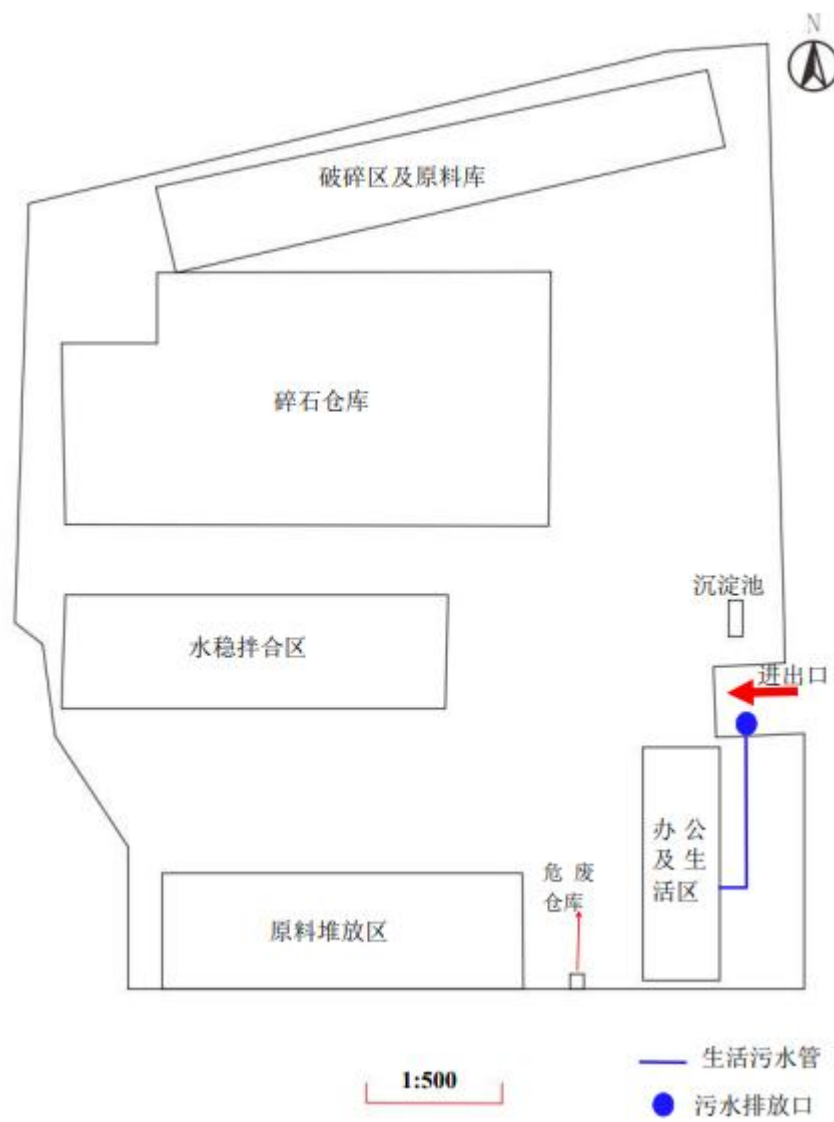 N
破碎区及原料库
碎石仓库
沉淀池
水稳拌合区
进出口
办公
及生
活区
危废
仓库
原料堆放区
1:500
生活污水管
污水排放口